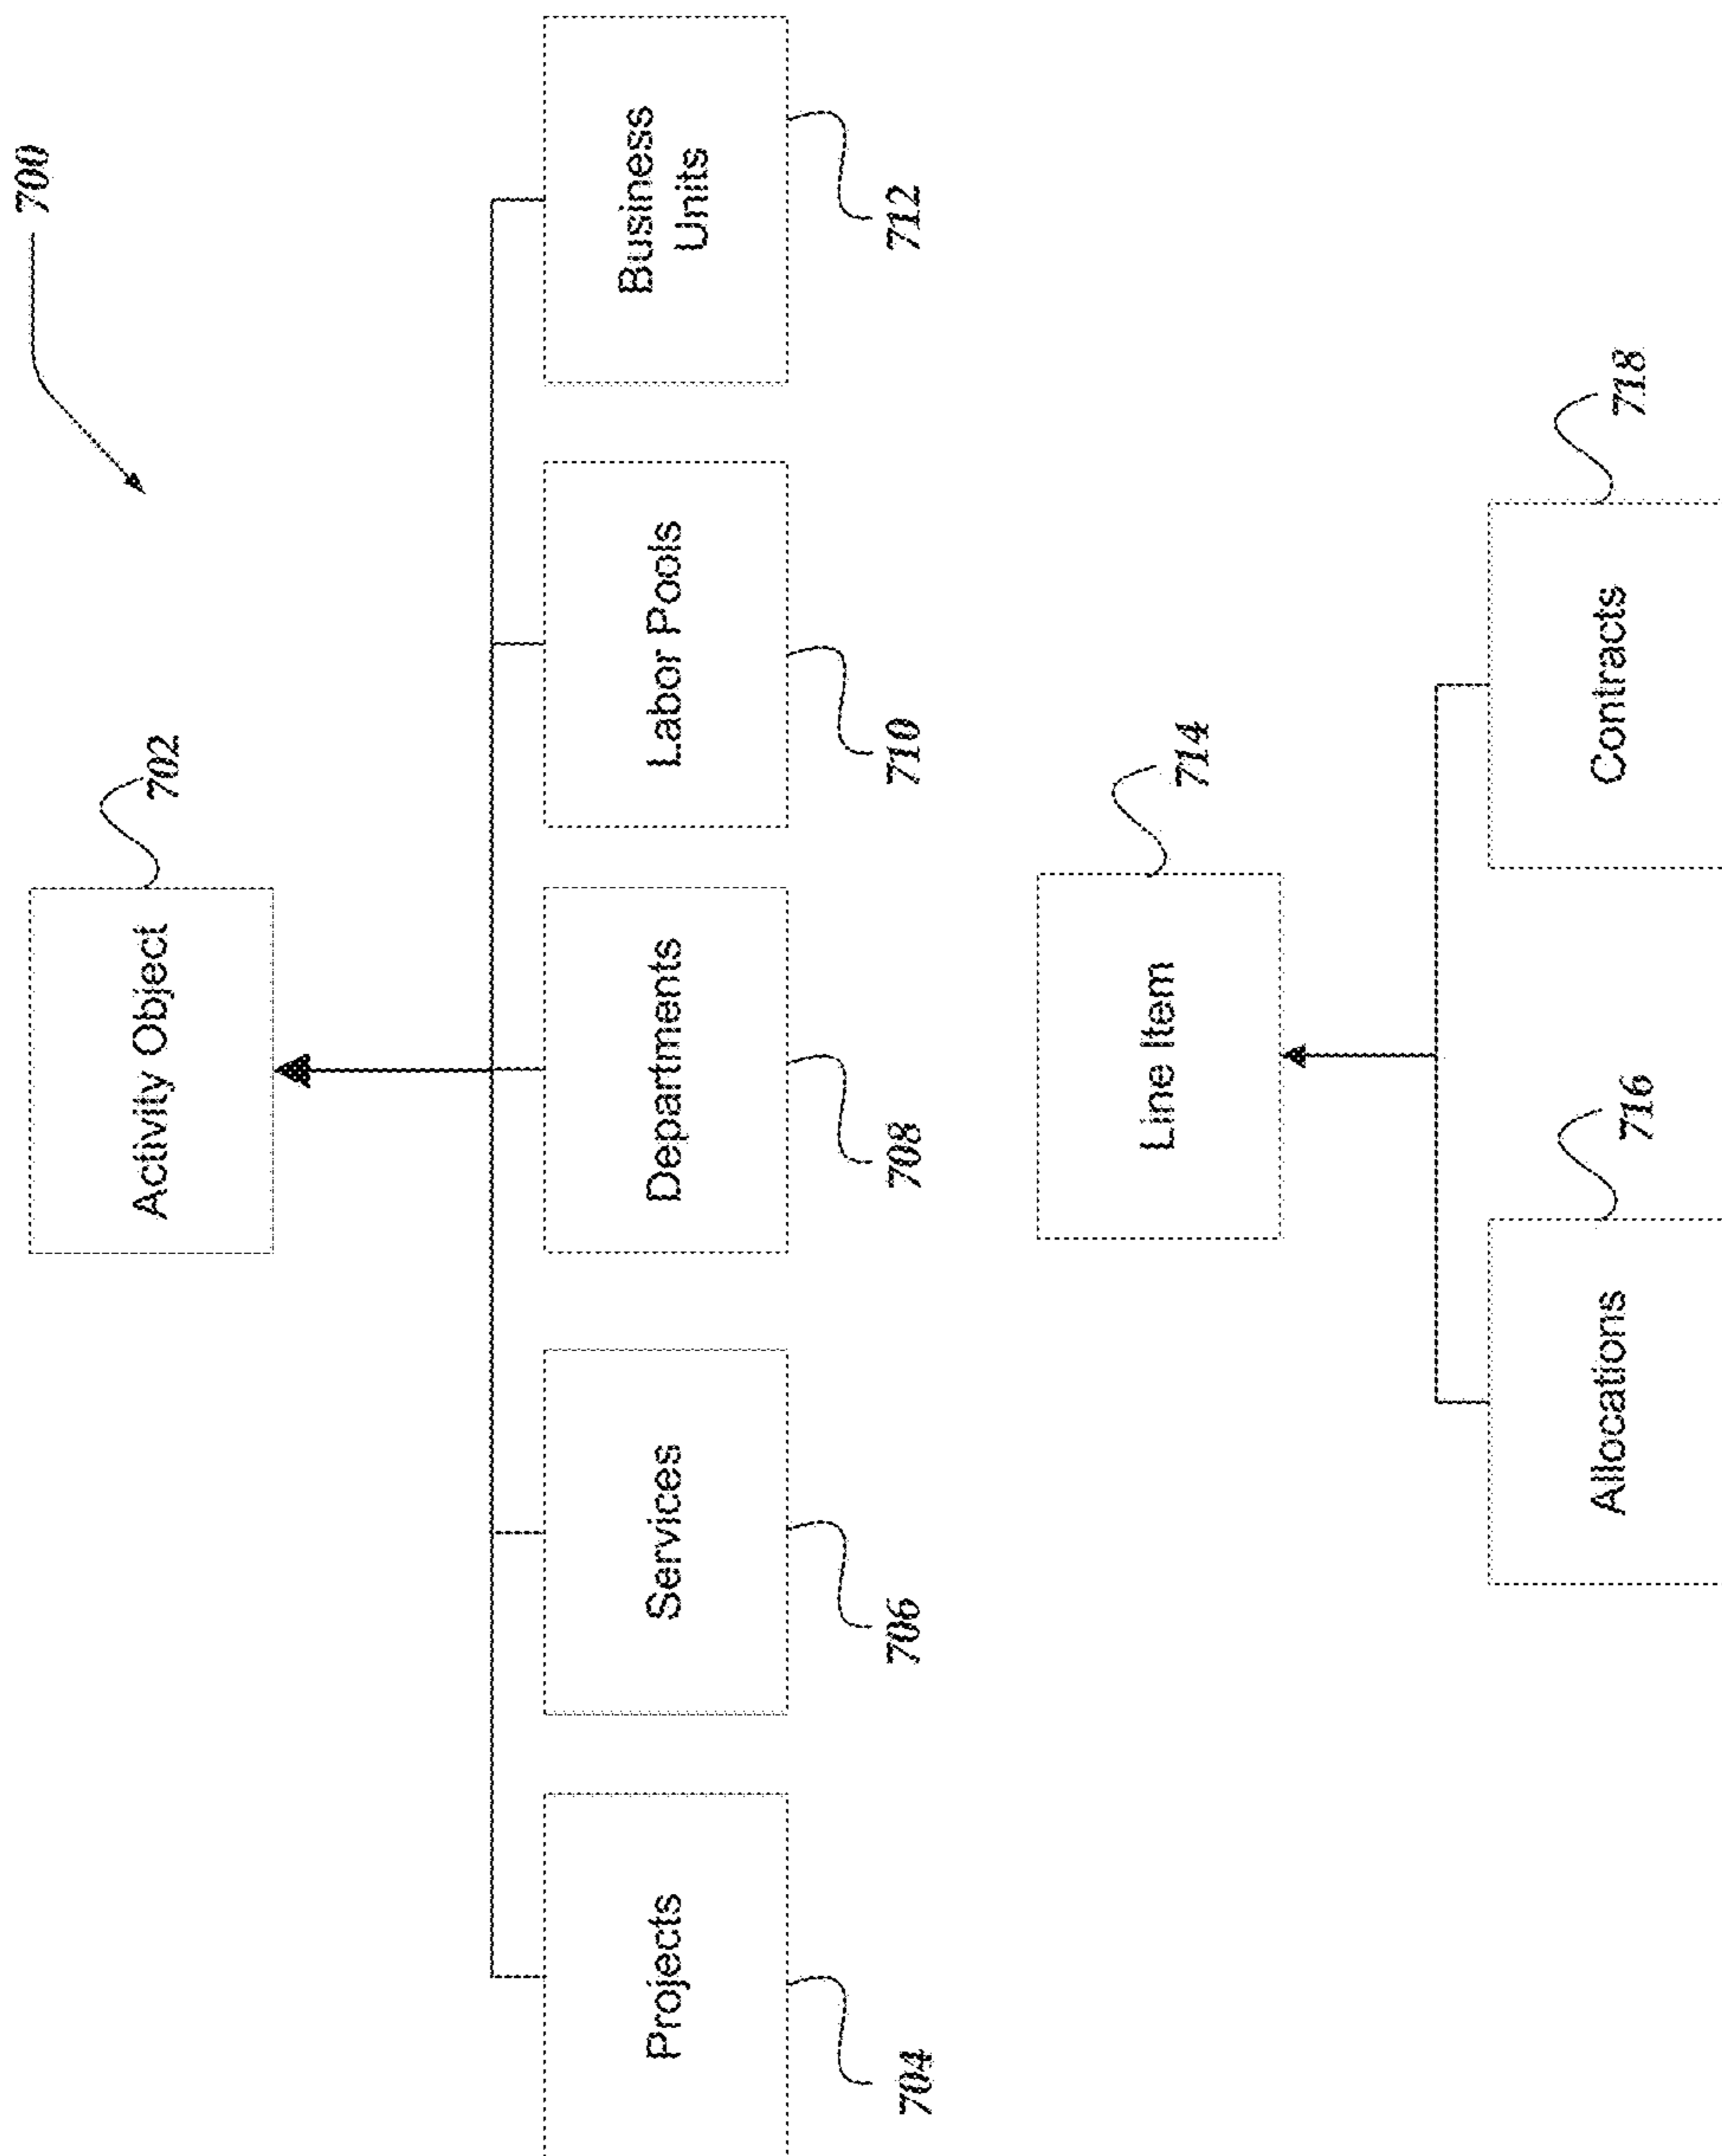 700
Activity Object
702
Projects
Services
Departments
Labor Pools
Business
Units
704
706
708
710
712
Line Item
714
Allocations
716
Contracts
718